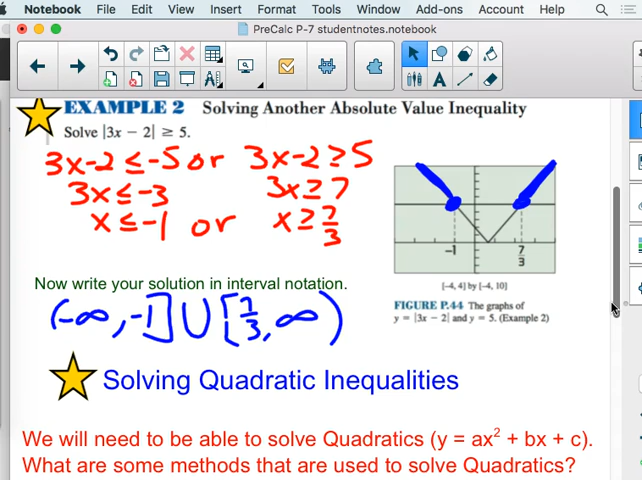 Notebook File Edit View Insert Format Tools Window Add-ons Account Help
PreCalc P-7 studentnotes.notebook
EXAMPLE 2 Solving Another Absolute Value Inequality
Solve |3x − 2| ≥ 5.
3x-2 ≤ -5 or 3x-2 ≥ 5
3x ≤ -3 3x ≥ 7
x ≤ -1 or x ≥ 7/3
-1 7/3
Now write your solution in interval notation.
[-4, 4] by [-4, 10]
(-∞, -1] U [7/3, ∞)
FIGURE P.44 The graphs of
y = |3x − 2| and y = 5. (Example 2)
Solving Quadratic Inequalities
We will need to be able to solve Quadratics (y = ax² + bx + c).
What are some methods that are used to solve Quadratics?